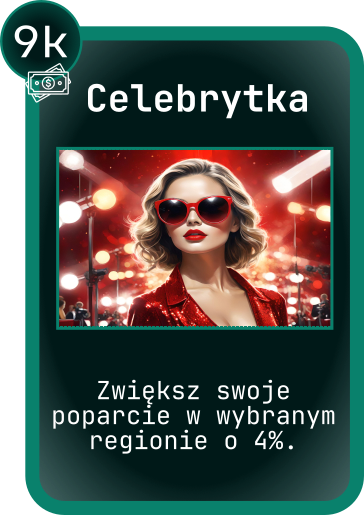 9k
Celebrytka
Zwiększ swoje
poparcie w wybranym
regionie o 4%.